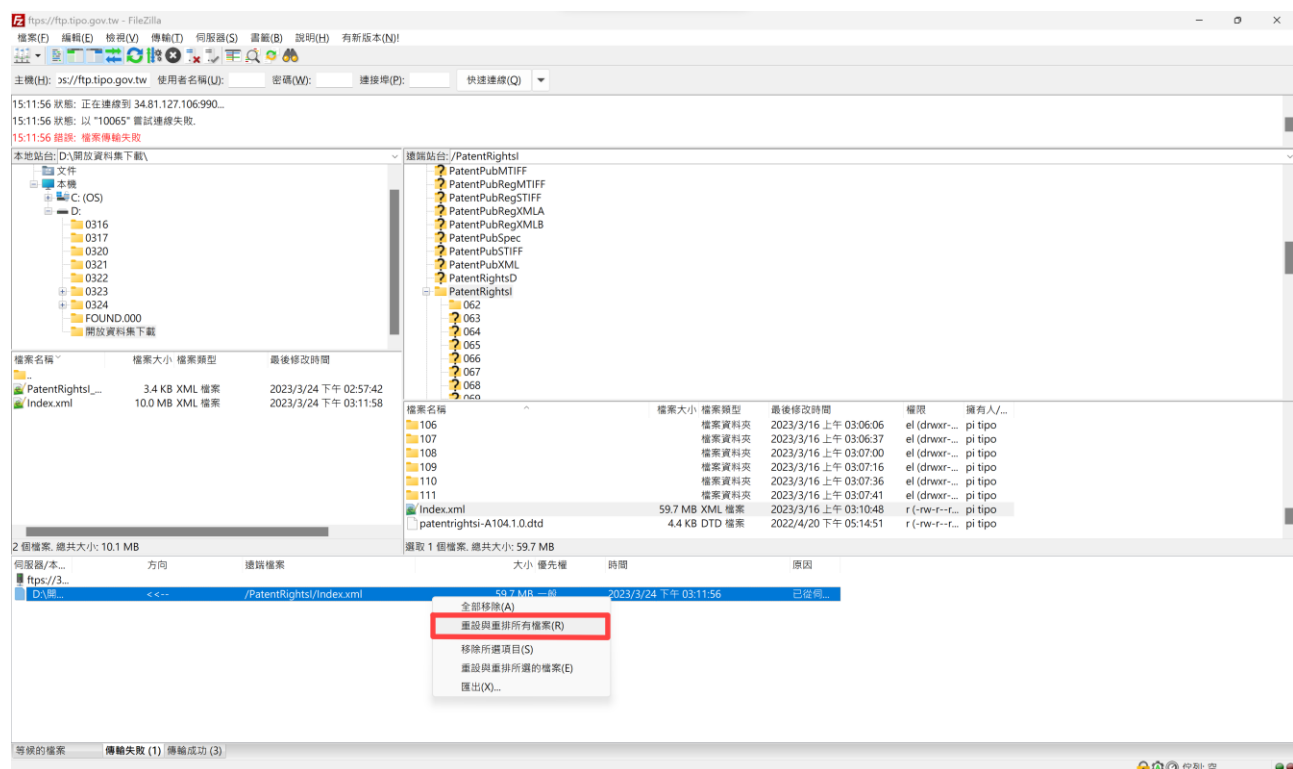 ftps://ftp.tipo.gov.tw - FileZilla
檔案(F) 編輯(E) 檢視(V) 傳輸(T) 伺服器(S) 書籤(B) 說明(H) 有新版本(N)!
主機(H): os://ftp.tipo.gov.tw 使用者名稱(U): 密碼(W): 連接埠(P): 快速連線(Q)
15:11:56 狀態: 正在連線到 34.81.127.106:990...
15:11:56 狀態: 以 "10065" 嘗試連線失敗.
15:11:56 錯誤: 檔案傳輸失敗
本地站台: D:\開放資料集下載\
文件
本機
C: (OS)
D:
0316
0317
0320
0321
0322
0323
0324
FOUND.000
開放資料集下載
檔案名稱 檔案大小 檔案類型 最後修改時間
..
PatentRightsI_... 3.4 KB XML 檔案 2023/3/24 下午 02:57:42
Index.xml 10.0 MB XML 檔案 2023/3/24 下午 03:11:58
2 個檔案. 總共大小: 10.1 MB
遠端站台: /PatentRightsI
PatentPubMTIFF
PatentPubRegMTIFF
PatentPubRegSTIFF
PatentPubRegXMLA
PatentPubRegXMLB
PatentPubSpec
PatentPubSTIFF
PatentPubXML
PatentRightsD
PatentRightsI
062
063
064
065
066
067
068
069
檔案名稱 檔案大小 檔案類型 最後修改時間 權限 擁有人/...
106 檔案資料夾 2023/3/16 上午 03:06:06 el (drwxr-... pi tipo
107 檔案資料夾 2023/3/16 上午 03:06:37 el (drwxr-... pi tipo
108 檔案資料夾 2023/3/16 上午 03:07:00 el (drwxr-... pi tipo
109 檔案資料夾 2023/3/16 上午 03:07:16 el (drwxr-... pi tipo
110 檔案資料夾 2023/3/16 上午 03:07:36 el (drwxr-... pi tipo
111 檔案資料夾 2023/3/16 上午 03:07:41 el (drwxr-... pi tipo
Index.xml 59.7 MB XML 檔案 2023/3/16 上午 03:10:48 r (-rw-r--r... pi tipo
patentrightsi-A104.1.0.dtd 4.4 KB DTD 檔案 2022/4/20 下午 05:14:51 r (-rw-r--r... pi tipo
選取 1 個檔案. 總共大小: 59.7 MB
伺服器/本... 方向 遠端檔案 大小 優先權 時間 原因
ftps://3...
D:\開... <<-- /PatentRightsI/Index.xml 59.7 MB 一般 2023/3/24 下午 03:11:56 已從伺...
全部移除(A)
重設與重排所有檔案(R)
移除所選項目(S)
重設與重排所選的檔案(E)
匯出(X)...
等候的檔案 傳輸失敗 (1) 傳輸成功 (3)
佇列: 空